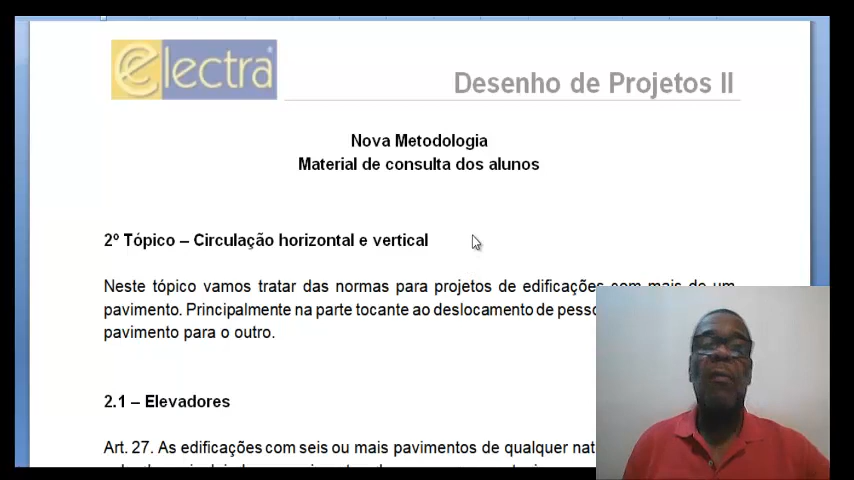 electra
Desenho de Projetos II
Nova Metodologia
Material de consulta dos alunos
2º Tópico – Circulação horizontal e vertical
Neste tópico vamos tratar das normas para projetos de edificações com mais de um
pavimento. Principalmente na parte tocante ao deslocamento de
pavimento para o outro.
2.1 – Elevadores
Art. 27. As edificações com seis ou mais pavimentos de qualquer